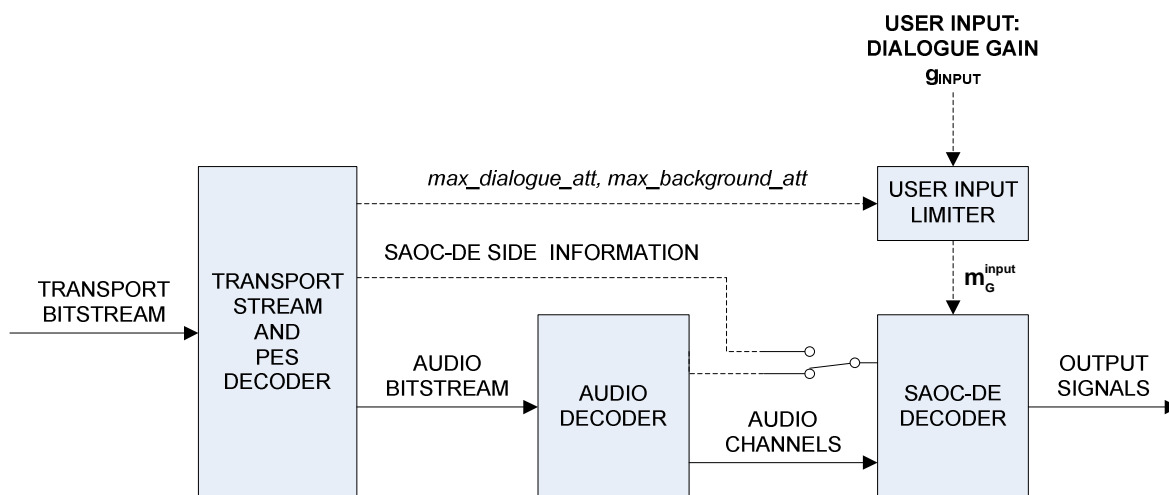 USER INPUT:
DIALOGUE GAIN
gINPUT
max_dialogue_att, max_background_att
USER INPUT
LIMITER
SAOC-DE SIDE INFORMATION
mGinput
TRANSPORT
BITSTREAM
TRANSPORT
STREAM
AND
PES
DECODER
AUDIO
BITSTREAM
AUDIO
DECODER
AUDIO
CHANNELS
SAOC-DE
DECODER
OUTPUT
SIGNALS